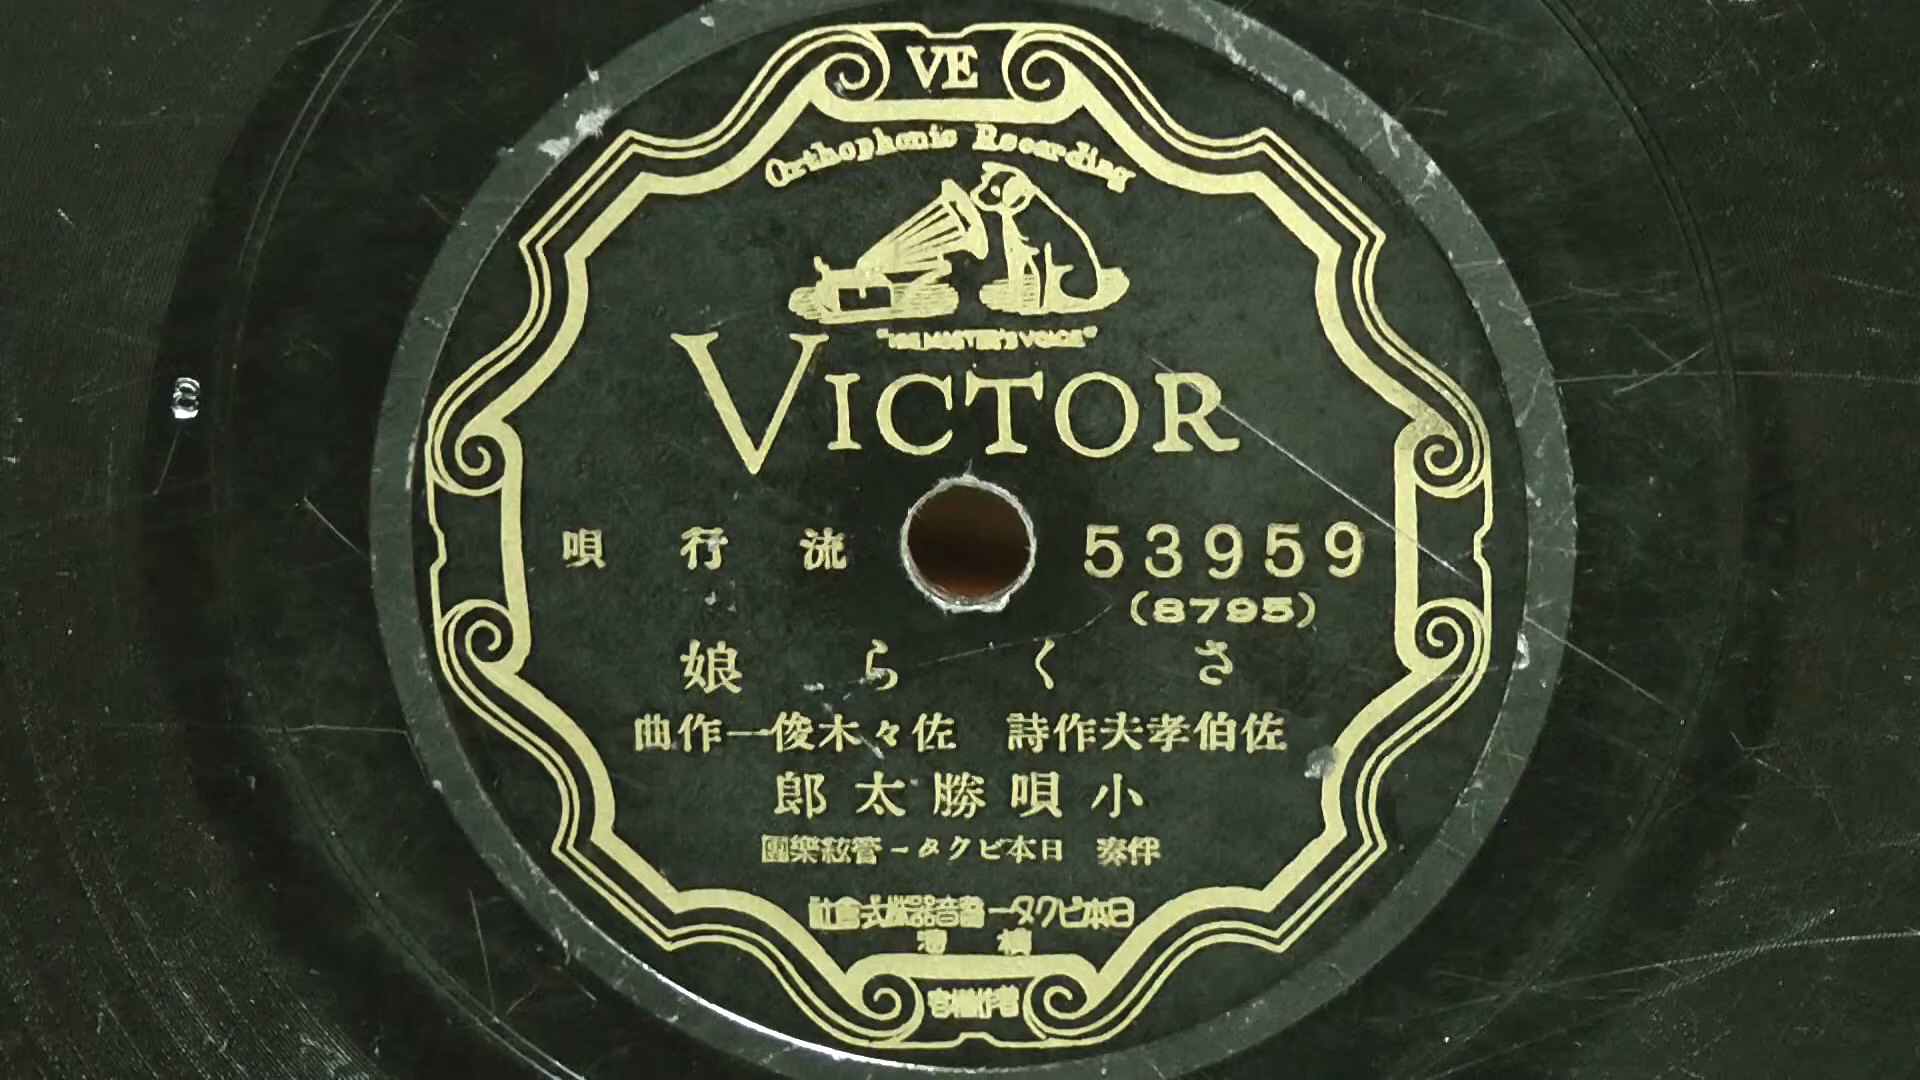 VE
Orthophonic Recording
"HIS MASTER'S VOICE"
VICTOR
流行唄
53959
(8795)
さくら娘
佐伯孝夫作詩 佐々木俊一作曲
小唄勝太郎
伴奏 日本ビクター管絃樂團
日本ビクター蓄音器株式會社
横濱